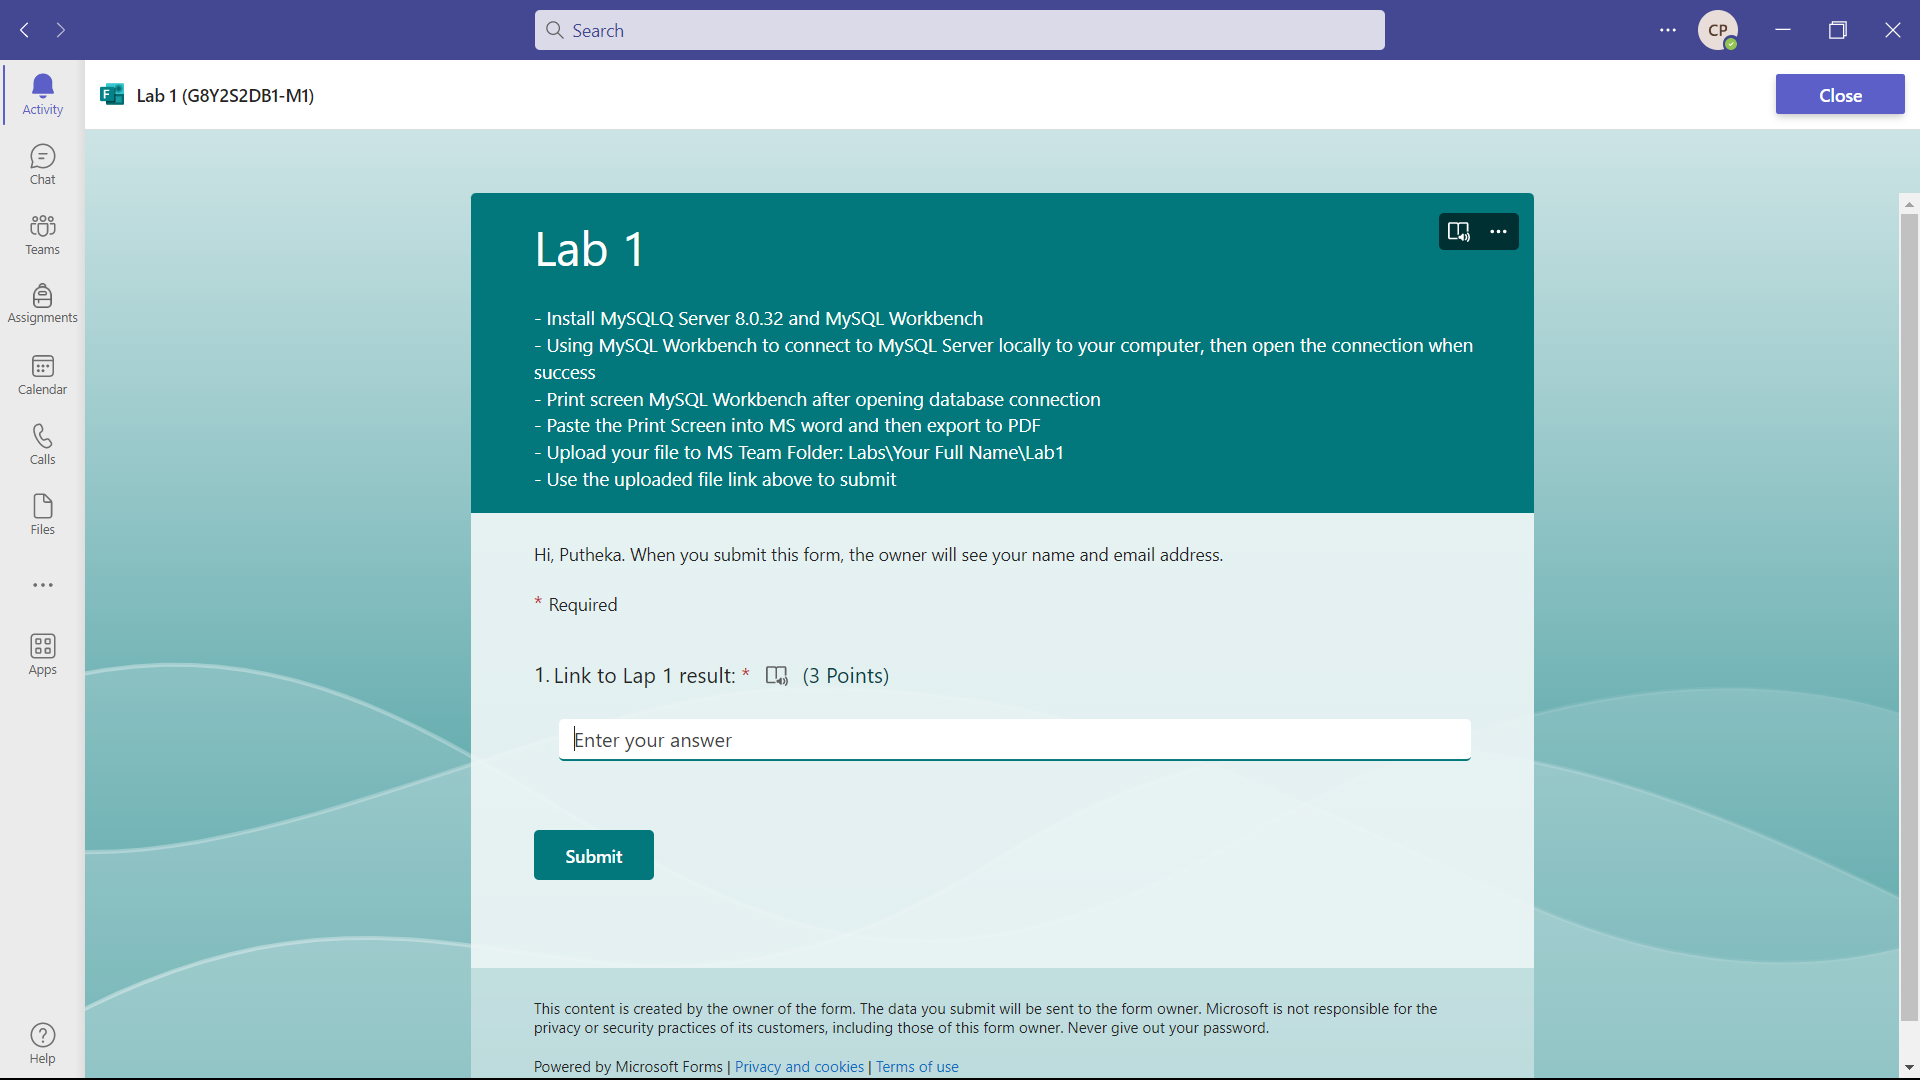 Search
CP
Activity
Chat
Teams
Assignments
Calendar
Calls
Files
Apps
Help
Lab 1 (G8Y2S2DB1-M1)
Close
Lab 1
- Install MySQLQ Server 8.0.32 and MySQL Workbench
- Using MySQL Workbench to connect to MySQL Server locally to your computer, then open the connection when
success
- Print screen MySQL Workbench after opening database connection
- Paste the Print Screen into MS word and then export to PDF
- Upload your file to MS Team Folder: Labs\Your Full Name\Lab1
- Use the uploaded file link above to submit
Hi, Putheka. When you submit this form, the owner will see your name and email address.
* Required
1. Link to Lap 1 result: * (3 Points)
Enter your answer
Submit
This content is created by the owner of the form. The data you submit will be sent to the form owner. Microsoft is not responsible for the
privacy or security practices of its customers, including those of this form owner. Never give out your password.
Powered by Microsoft Forms | Privacy and cookies | Terms of use